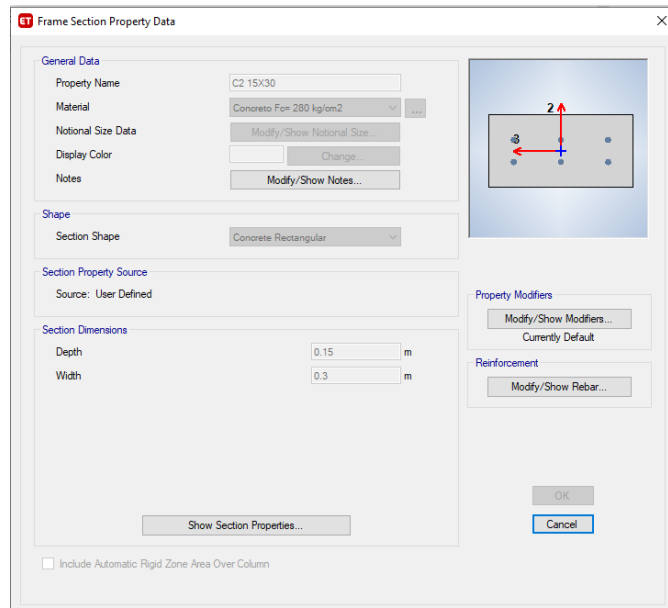 ET Frame Section Property Data
General Data
Property Name C2 15X30
Material Concreto Fc= 280 kg/cm2 ...
Notional Size Data Modify/Show Notional Size...
Display Color Change...
Notes Modify/Show Notes...
Shape
Section Shape Concrete Rectangular
Section Property Source
Source: User Defined
Section Dimensions
Depth 0.15 m
Width 0.3 m
Show Section Properties...
Include Automatic Rigid Zone Area Over Column
2
3
Property Modifiers
Modify/Show Modifiers...
Currently Default
Reinforcement
Modify/Show Rebar...
OK
Cancel